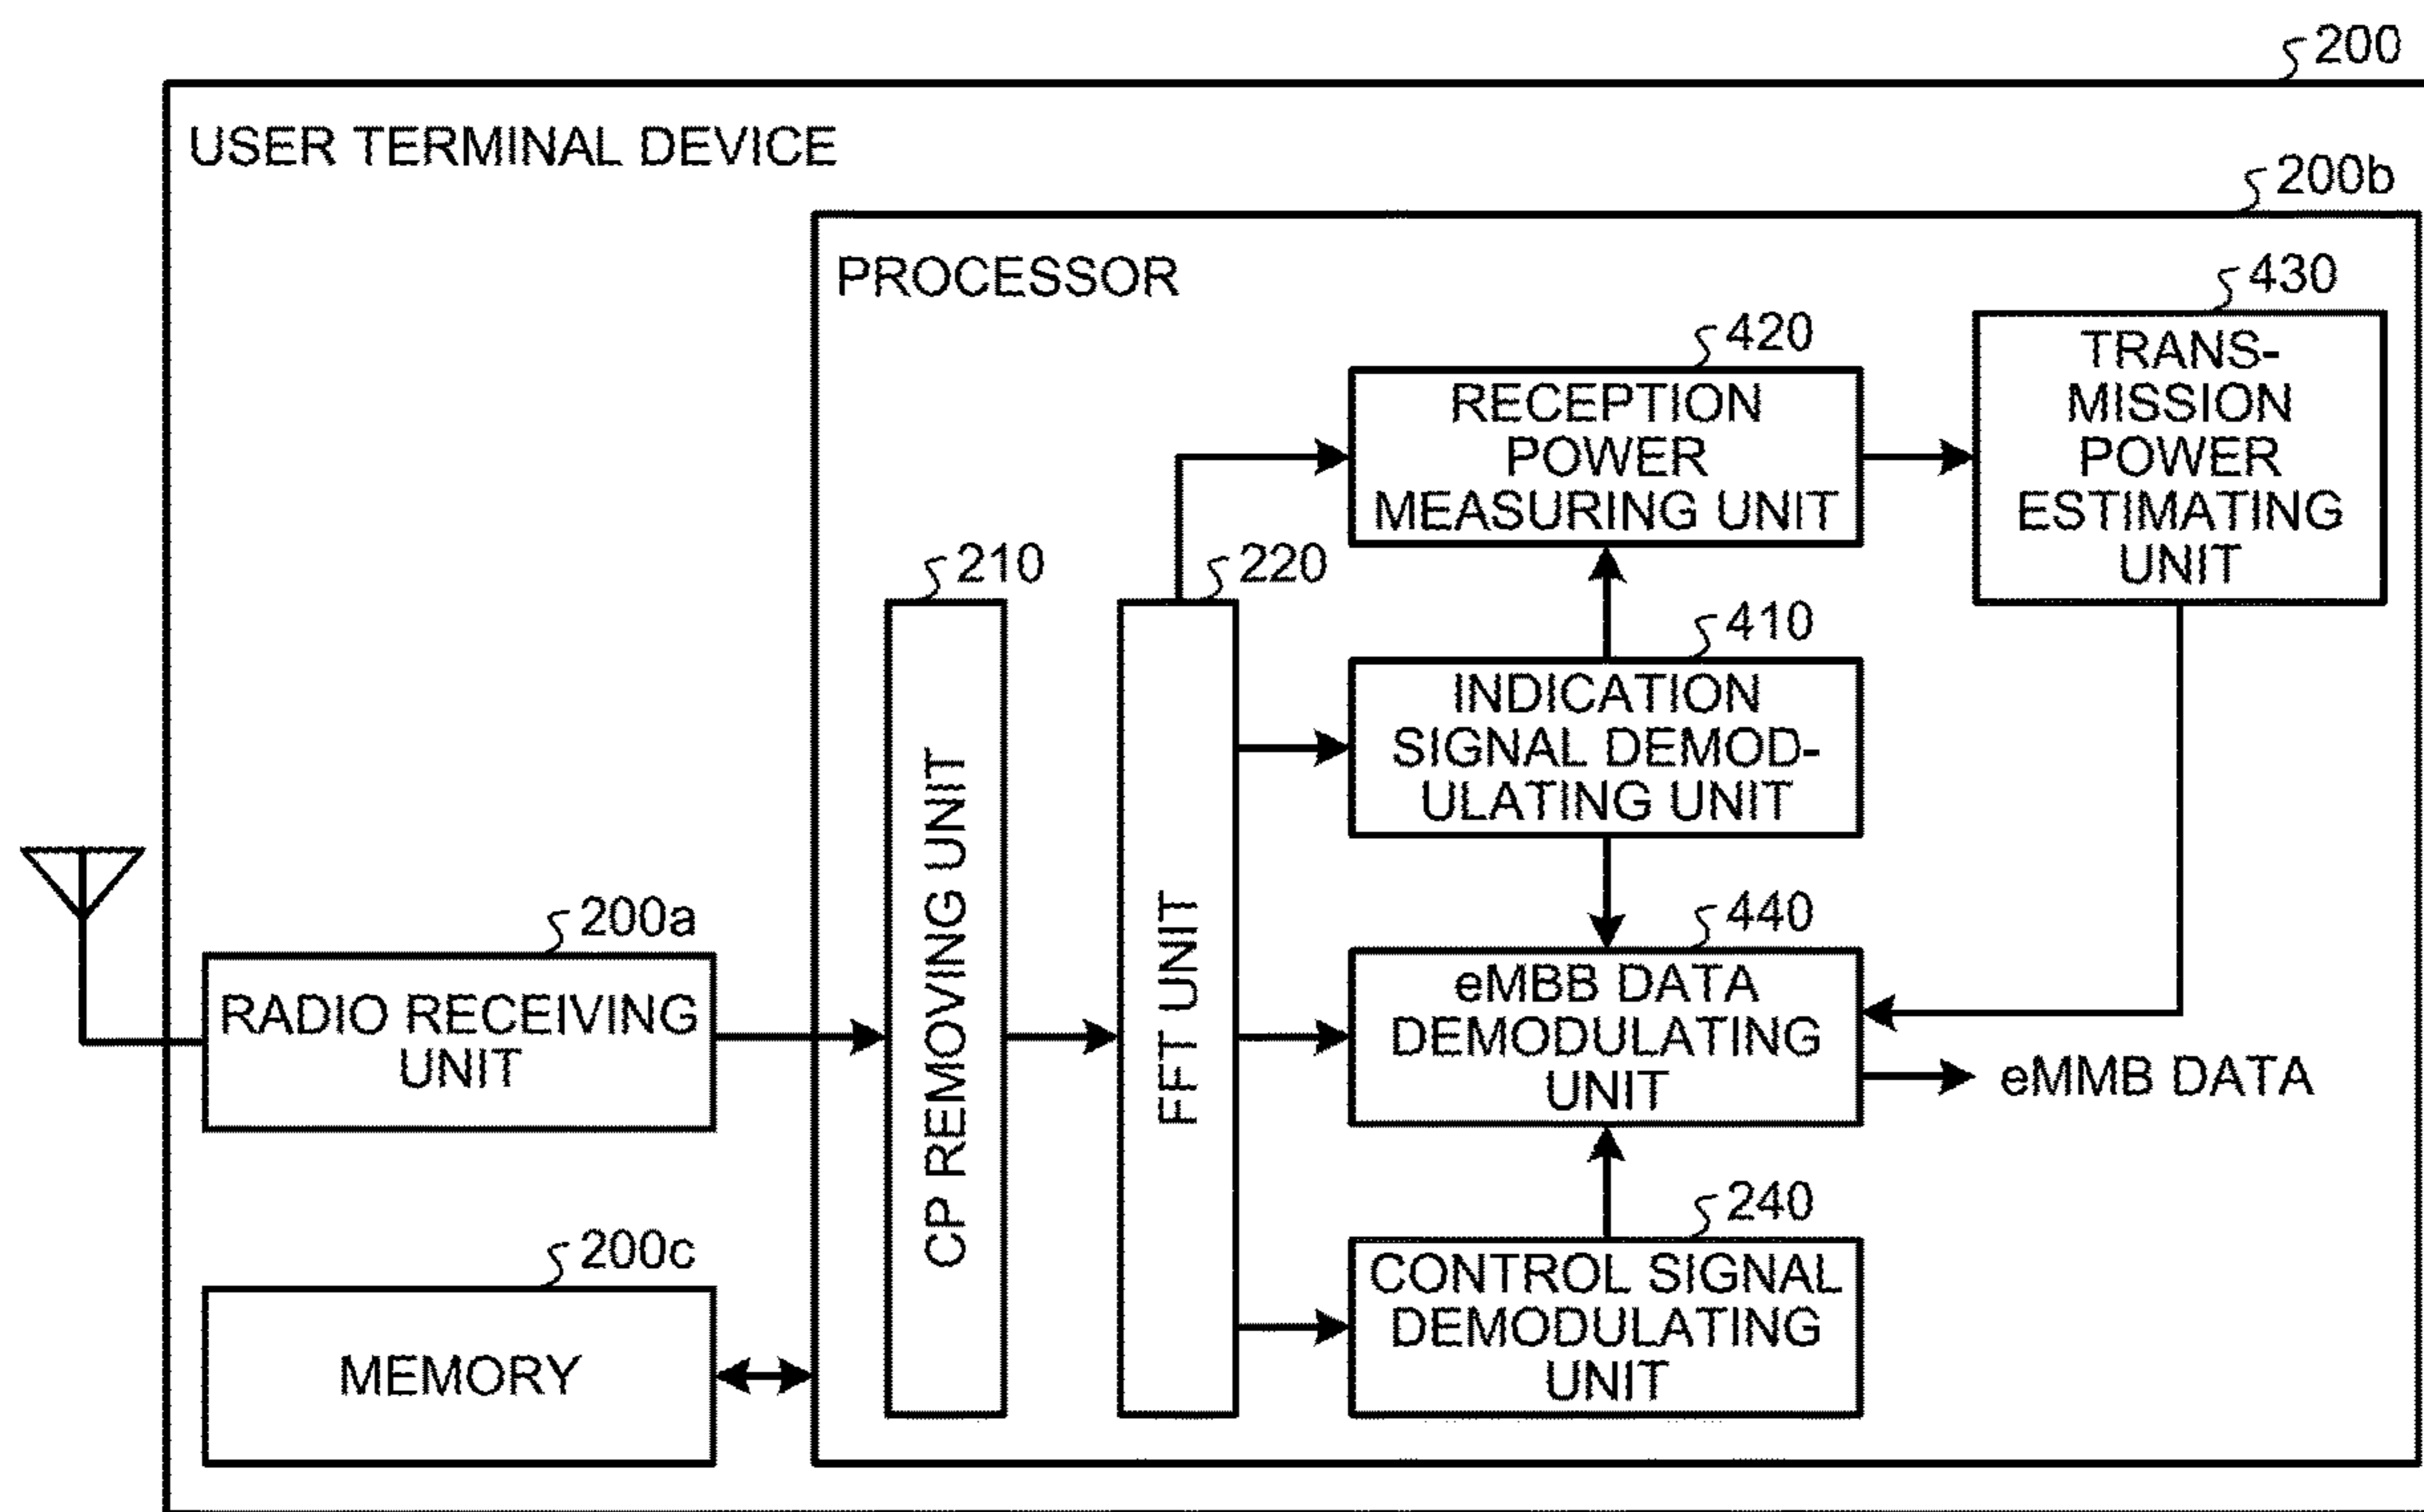 200
USER TERMINAL DEVICE
200b
PROCESSOR
430
TRANS-
MISSION
POWER
ESTIMATING
UNIT
420
RECEPTION
POWER
MEASURING UNIT
210
220
410
INDICATION
SIGNAL DEMOD-
ULATING UNIT
CP REMOVING UNIT
FFT UNIT
200a
RADIO RECEIVING
UNIT
440
eMBB DATA
DEMODULATING
UNIT
eMMB DATA
200c
MEMORY
240
CONTROL SIGNAL
DEMODULATING
UNIT